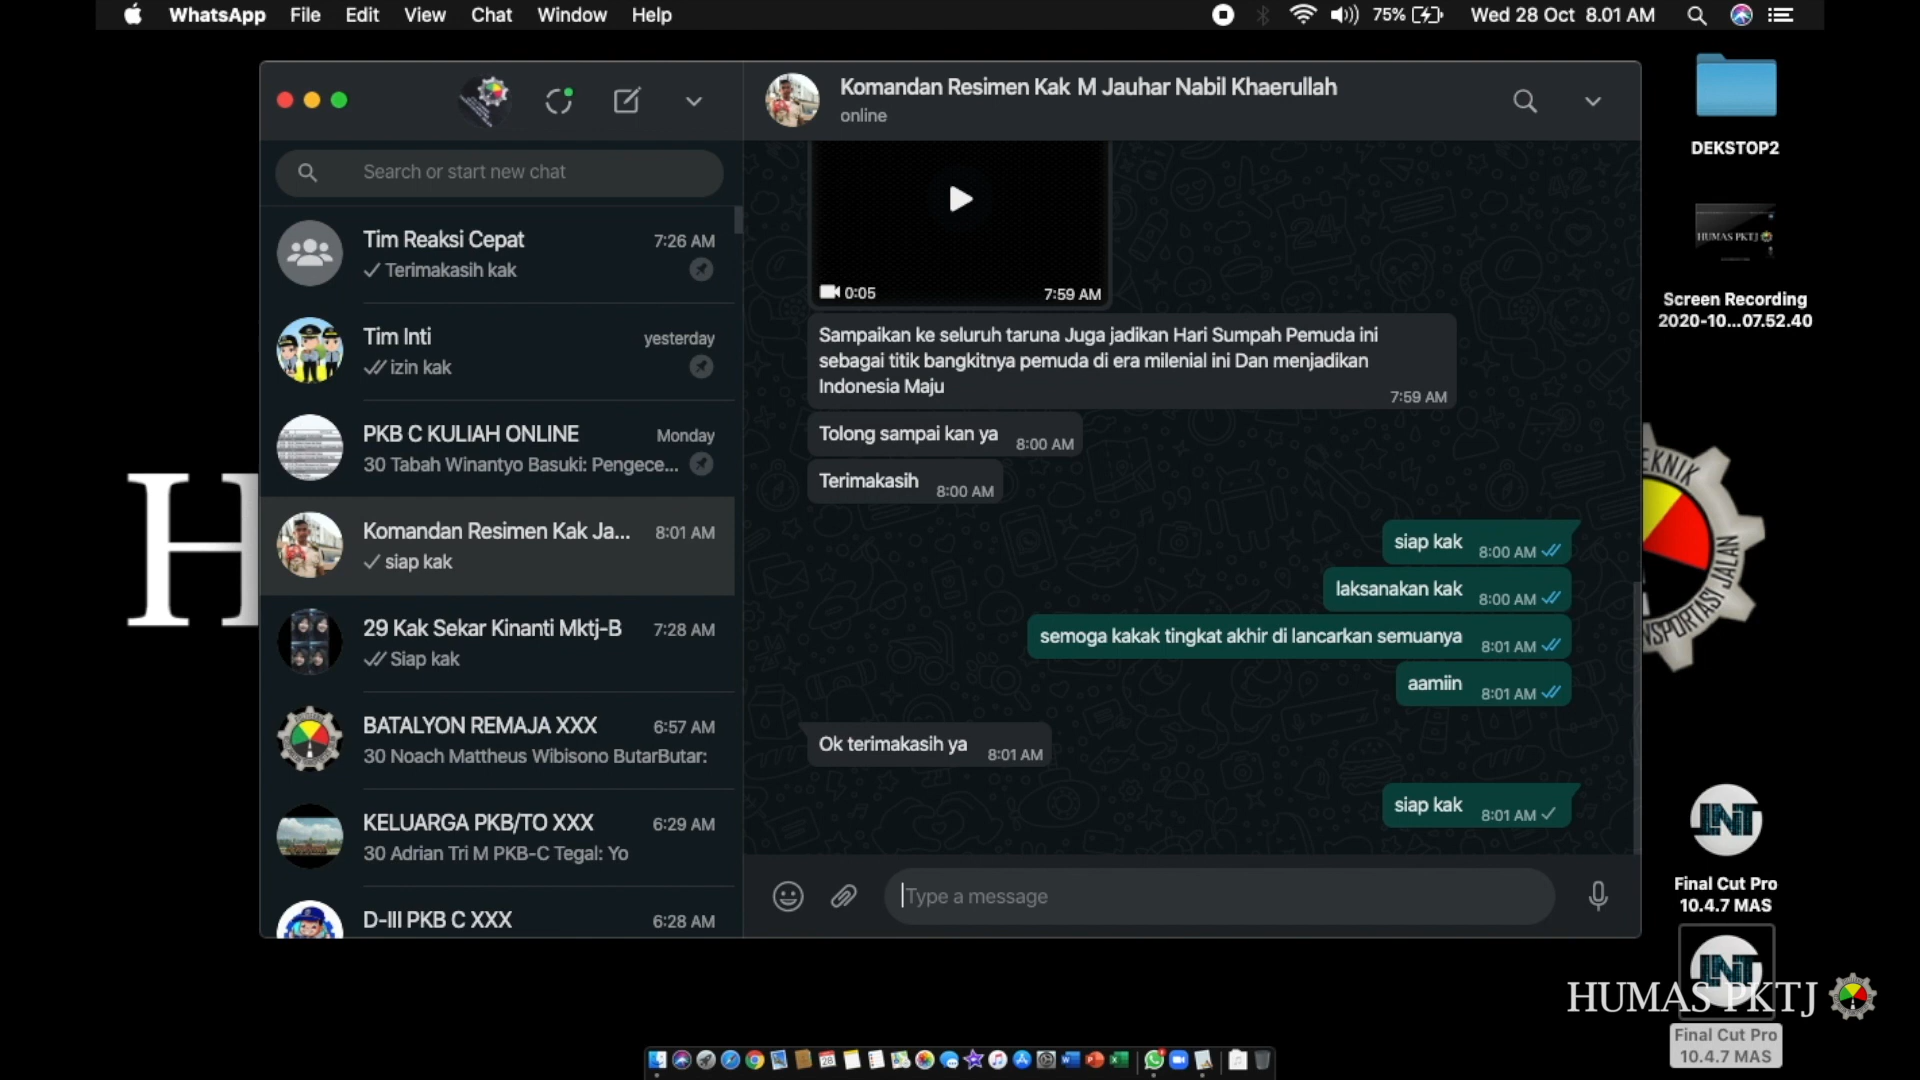 WhatsApp File Edit View Chat Window Help
75% Wed 28 Oct 8.01 AM
Search or start new chat
Tim Reaksi Cepat 7:26 AM
Terimakasih kak
Tim Inti yesterday
izin kak
PKB C KULIAH ONLINE Monday
30 Tabah Winantyo Basuki: Pengece...
Komandan Resimen Kak Ja... 8:01 AM
siap kak
29 Kak Sekar Kinanti Mktj-B 7:28 AM
Siap kak
BATALYON REMAJA XXX 6:57 AM
30 Noach Mattheus Wibisono ButarButar:
KELUARGA PKB/TO XXX 6:29 AM
30 Adrian Tri M PKB-C Tegal: Yo
D-III PKB C XXX 6:28 AM
Komandan Resimen Kak M Jauhar Nabil Khaerullah
online
0:05 7:59 AM
Sampaikan ke seluruh taruna Juga jadikan Hari Sumpah Pemuda ini
sebagai titik bangkitnya pemuda di era milenial ini Dan menjadikan
Indonesia Maju
7:59 AM
Tolong sampai kan ya 8:00 AM
Terimakasih 8:00 AM
siap kak 8:00 AM
laksanakan kak 8:00 AM
semoga kakak tingkat akhir di lancarkan semuanya 8:01 AM
aamiin 8:01 AM
Ok terimakasih ya 8:01 AM
siap kak 8:01 AM
Type a message
DEKSTOP2
HUMAS PKTJ
Screen Recording
2020-10...07.52.40
H
EKNIK
NSPORTASI JALAN
JNT
Final Cut Pro
10.4.7 MAS
JNT
HUMAS PKTJ
Final Cut Pro
10.4.7 MAS
28